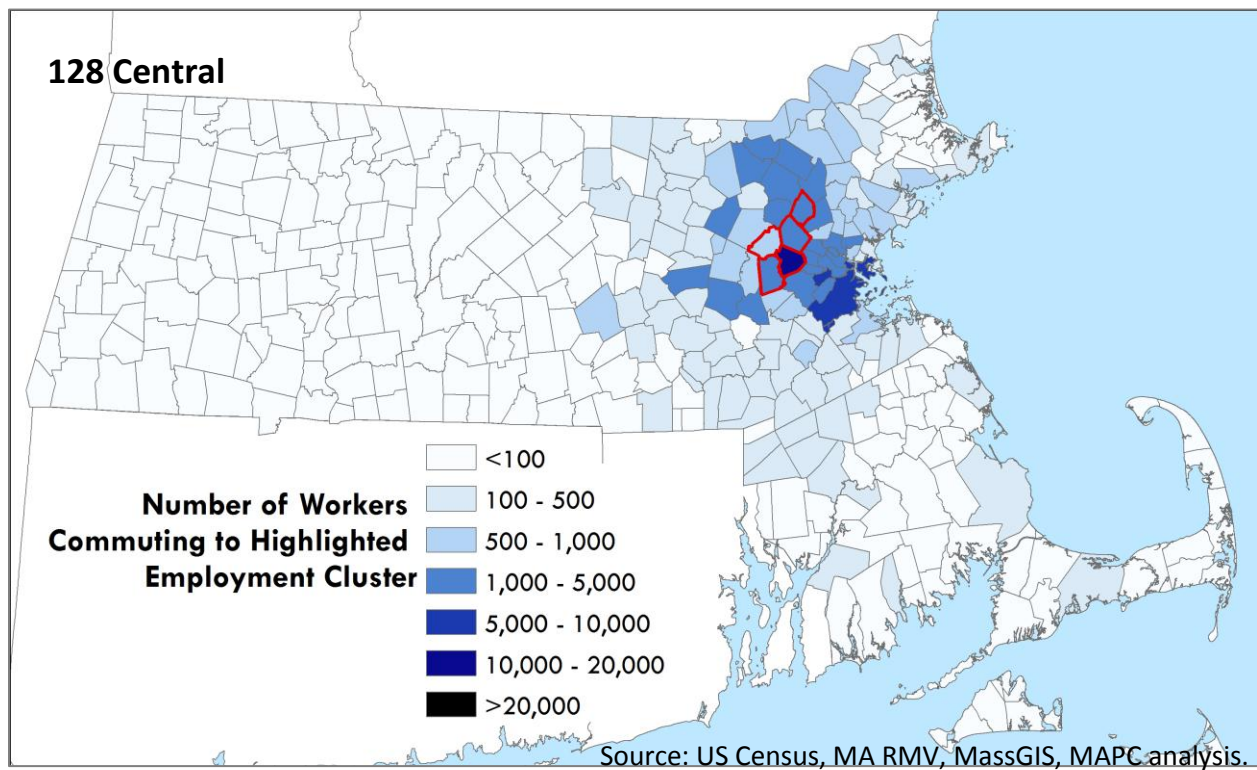 128 Central
Number of Workers
Commuting to Highlighted
Employment Cluster
<100
100 - 500
500 - 1,000
1,000 - 5,000
5,000 - 10,000
10,000 - 20,000
>20,000
Source: US Census, MA RMV, MassGIS, MAPC analysis.